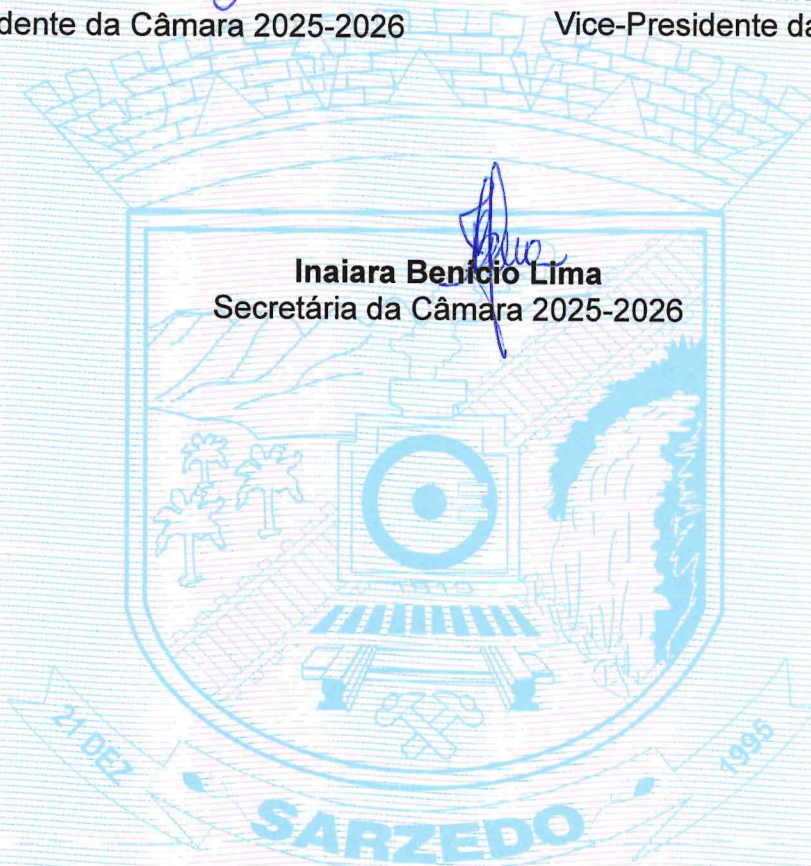 dente da Câmara 2025-2026 Vice-Presidente da
Inaiara Benício Lima
Secretária da Câmara 2025-2026
1910
21 DEZ 1995
SARZEDO